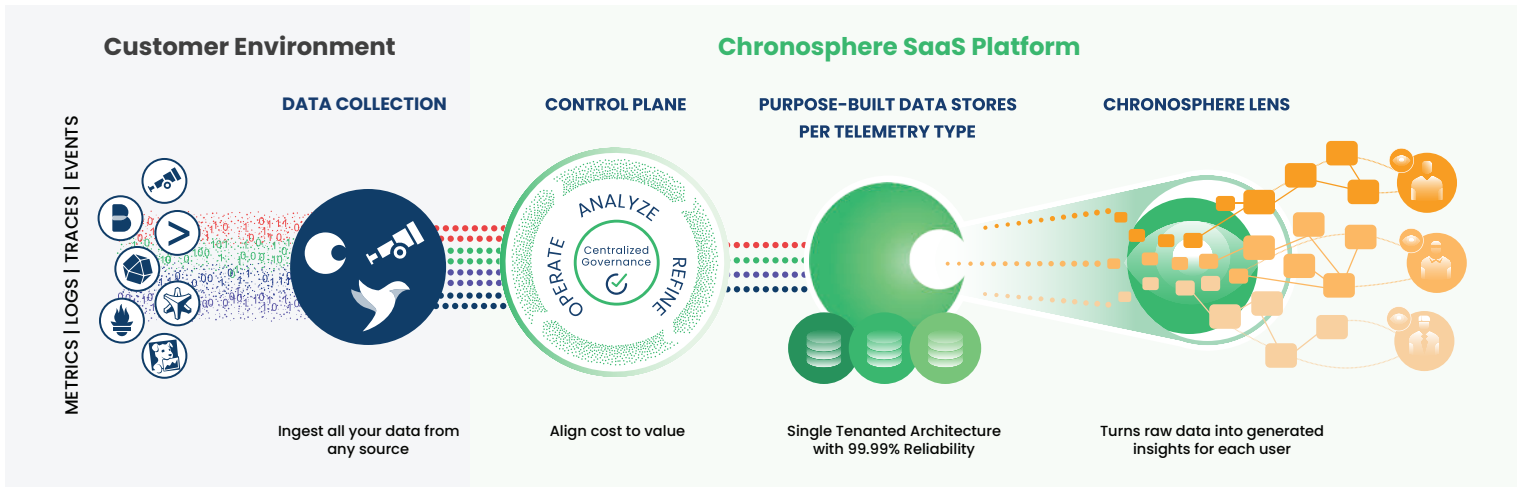 Customer Environment
Chronosphere SaaS Platform
METRICS | LOGS | TRACES | EVENTS
DATA COLLECTION
Ingest all your data from
any source
CONTROL PLANE
ANALYZE
REFINE
OPERATE
Centralized
Governance
Align cost to value
PURPOSE-BUILT DATA STORES
PER TELEMETRY TYPE
Single Tenanted Architecture
with 99.99% Reliability
CHRONOSPHERE LENS
Turns raw data into generated
insights for each user